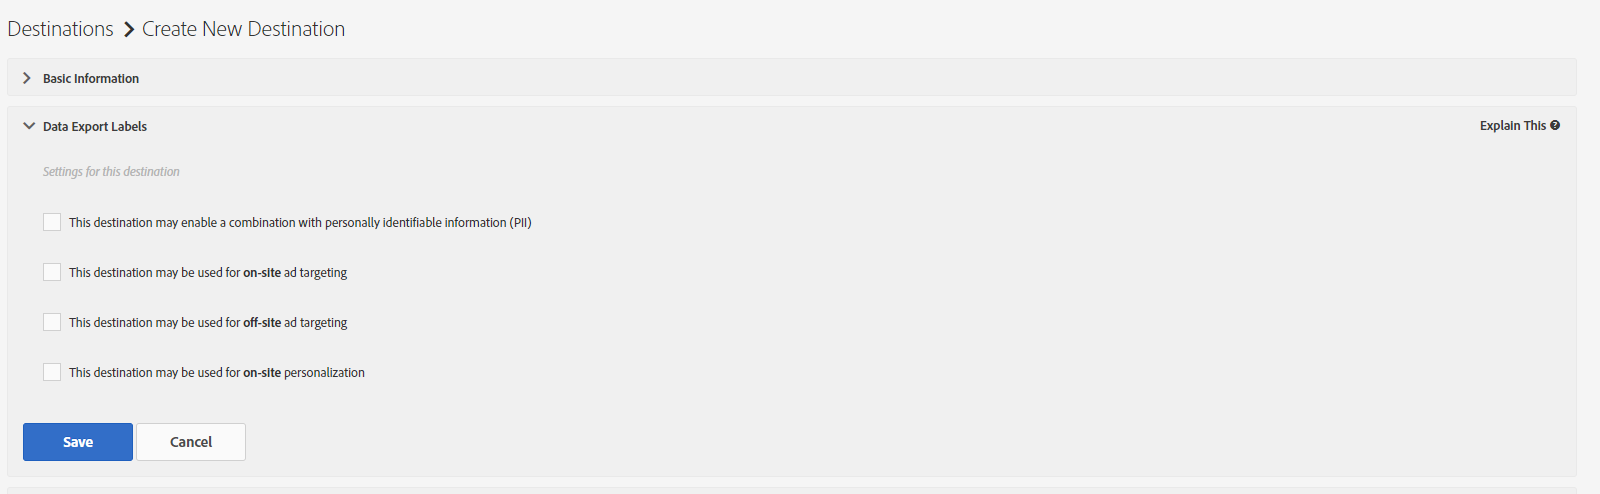 Destinations > Create New Destination
Basic Information
Data Export Labels
Explain This
Settings for this destination
This destination may enable a combination with personally identifiable information (PII)
This destination may be used for on-site ad targeting
This destination may be used for off-site ad targeting
This destination may be used for on-site personalization
Save Cancel